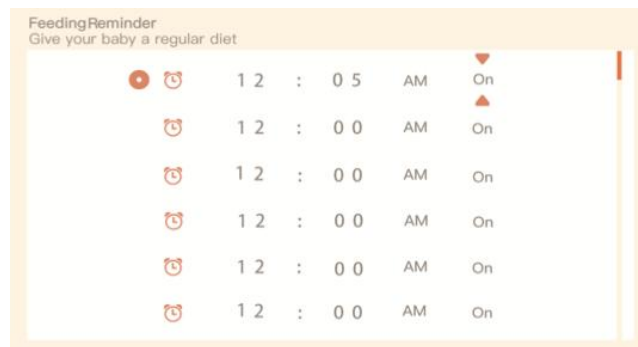 FeedingReminder
Give your baby a regular diet
12 : 05 AM On
12 : 00 AM On
12 : 00 AM On
12 : 00 AM On
12 : 00 AM On
12 : 00 AM On